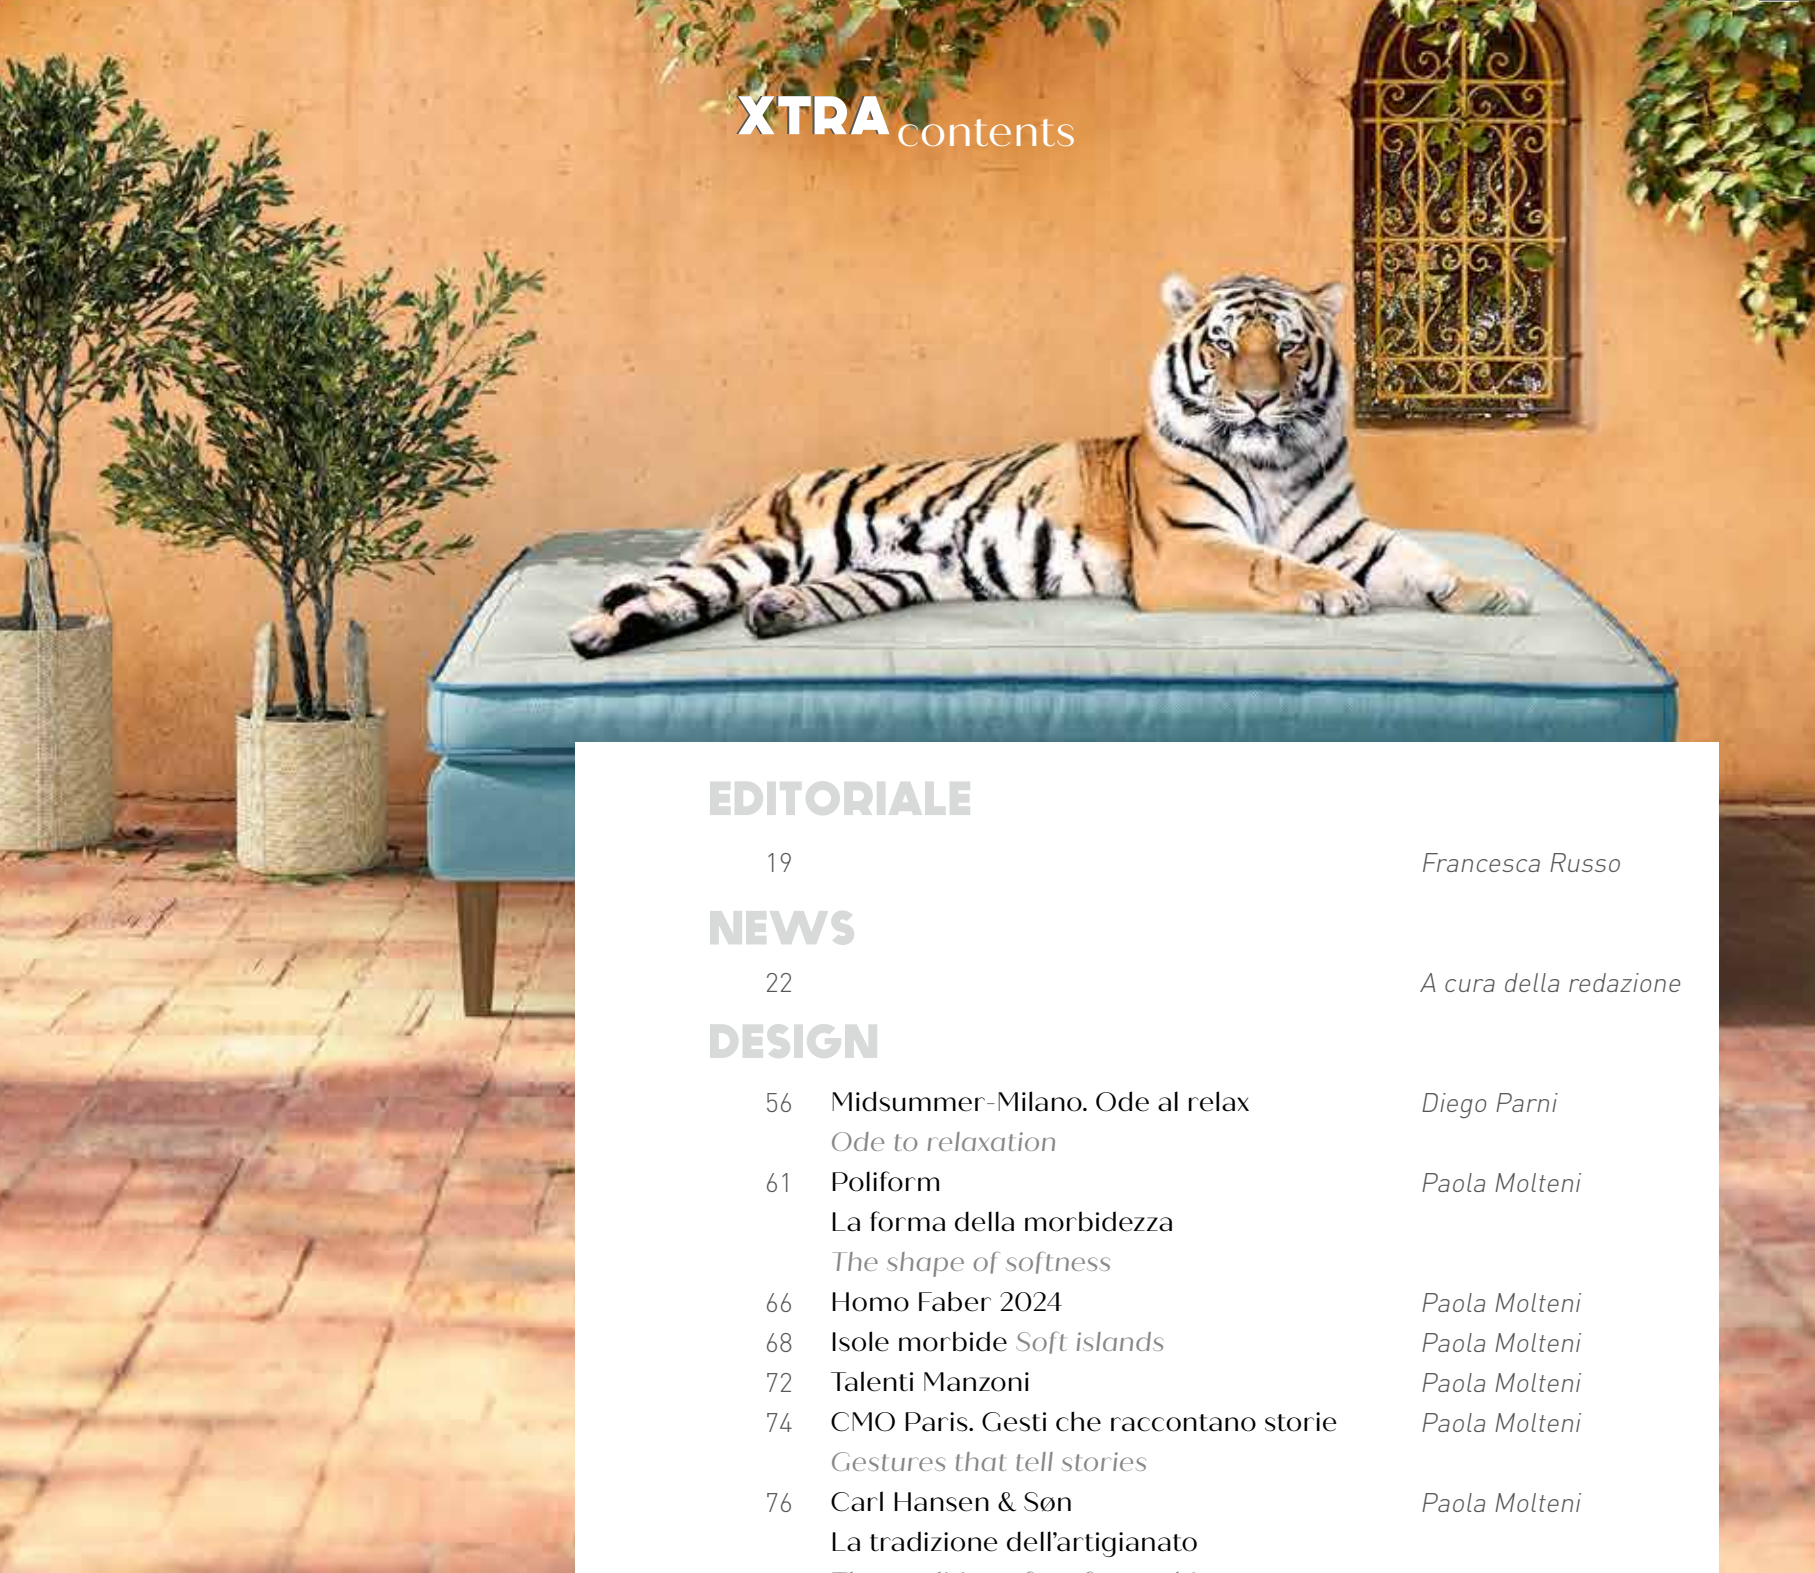 XTRA contents
EDITORIALE
19 Francesca Russo
NEWS
22 A cura della redazione
DESIGN
56 Midsummer-Milano. Ode al relax Diego Parni
Ode to relaxation
61 Poliform Paola Molteni
La forma della morbidezza
The shape of softness
66 Homo Faber 2024 Paola Molteni
68 Isole morbide Soft islands Paola Molteni
72 Talenti Manzoni Paola Molteni
74 CMO Paris. Gesti che raccontano storie Paola Molteni
Gestures that tell stories
76 Carl Hansen & Søn Paola Molteni
La tradizione dell’artigianato